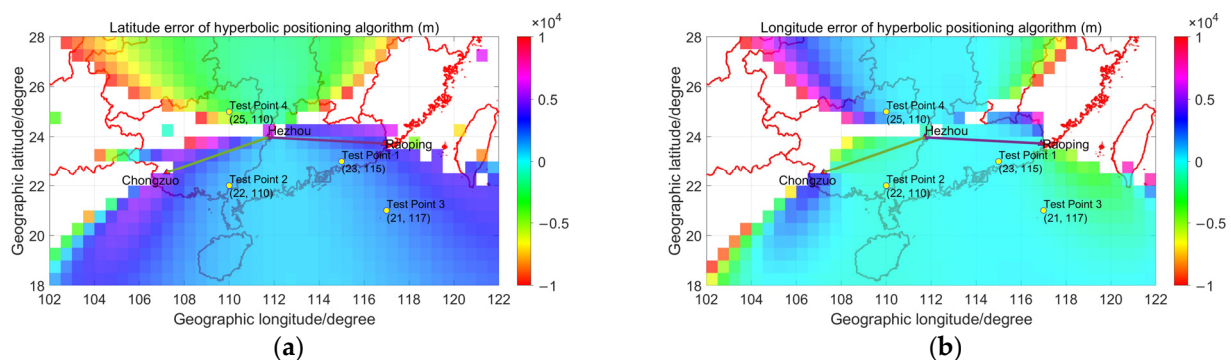 Latitude error of hyperbolic positioning algorithm (m)
×10⁴
28
26
24
22
20
18
Geographic latitude/degree
Test Point 4
(25, 110)
Hezhou
Raoping
Test Point 1
(23, 115)
Chongzuo
Test Point 2
(22, 110)
Test Point 3
(21, 117)
102 104 106 108 110 112 114 116 118 120 122
Geographic longitude/degree
1
0.5
0
-0.5
-1
(a)
Longitude error of hyperbolic positioning algorithm (m)
×10⁴
28
26
24
22
20
18
Geographic latitude/degree
Test Point 4
(25, 110)
Hezhou
Raoping
Test Point 1
(23, 115)
Chongzuo
Test Point 2
(22, 110)
Test Point 3
(21, 117)
102 104 106 108 110 112 114 116 118 120 122
Geographic longitude/degree
1
0.5
0
-0.5
-1
(b)